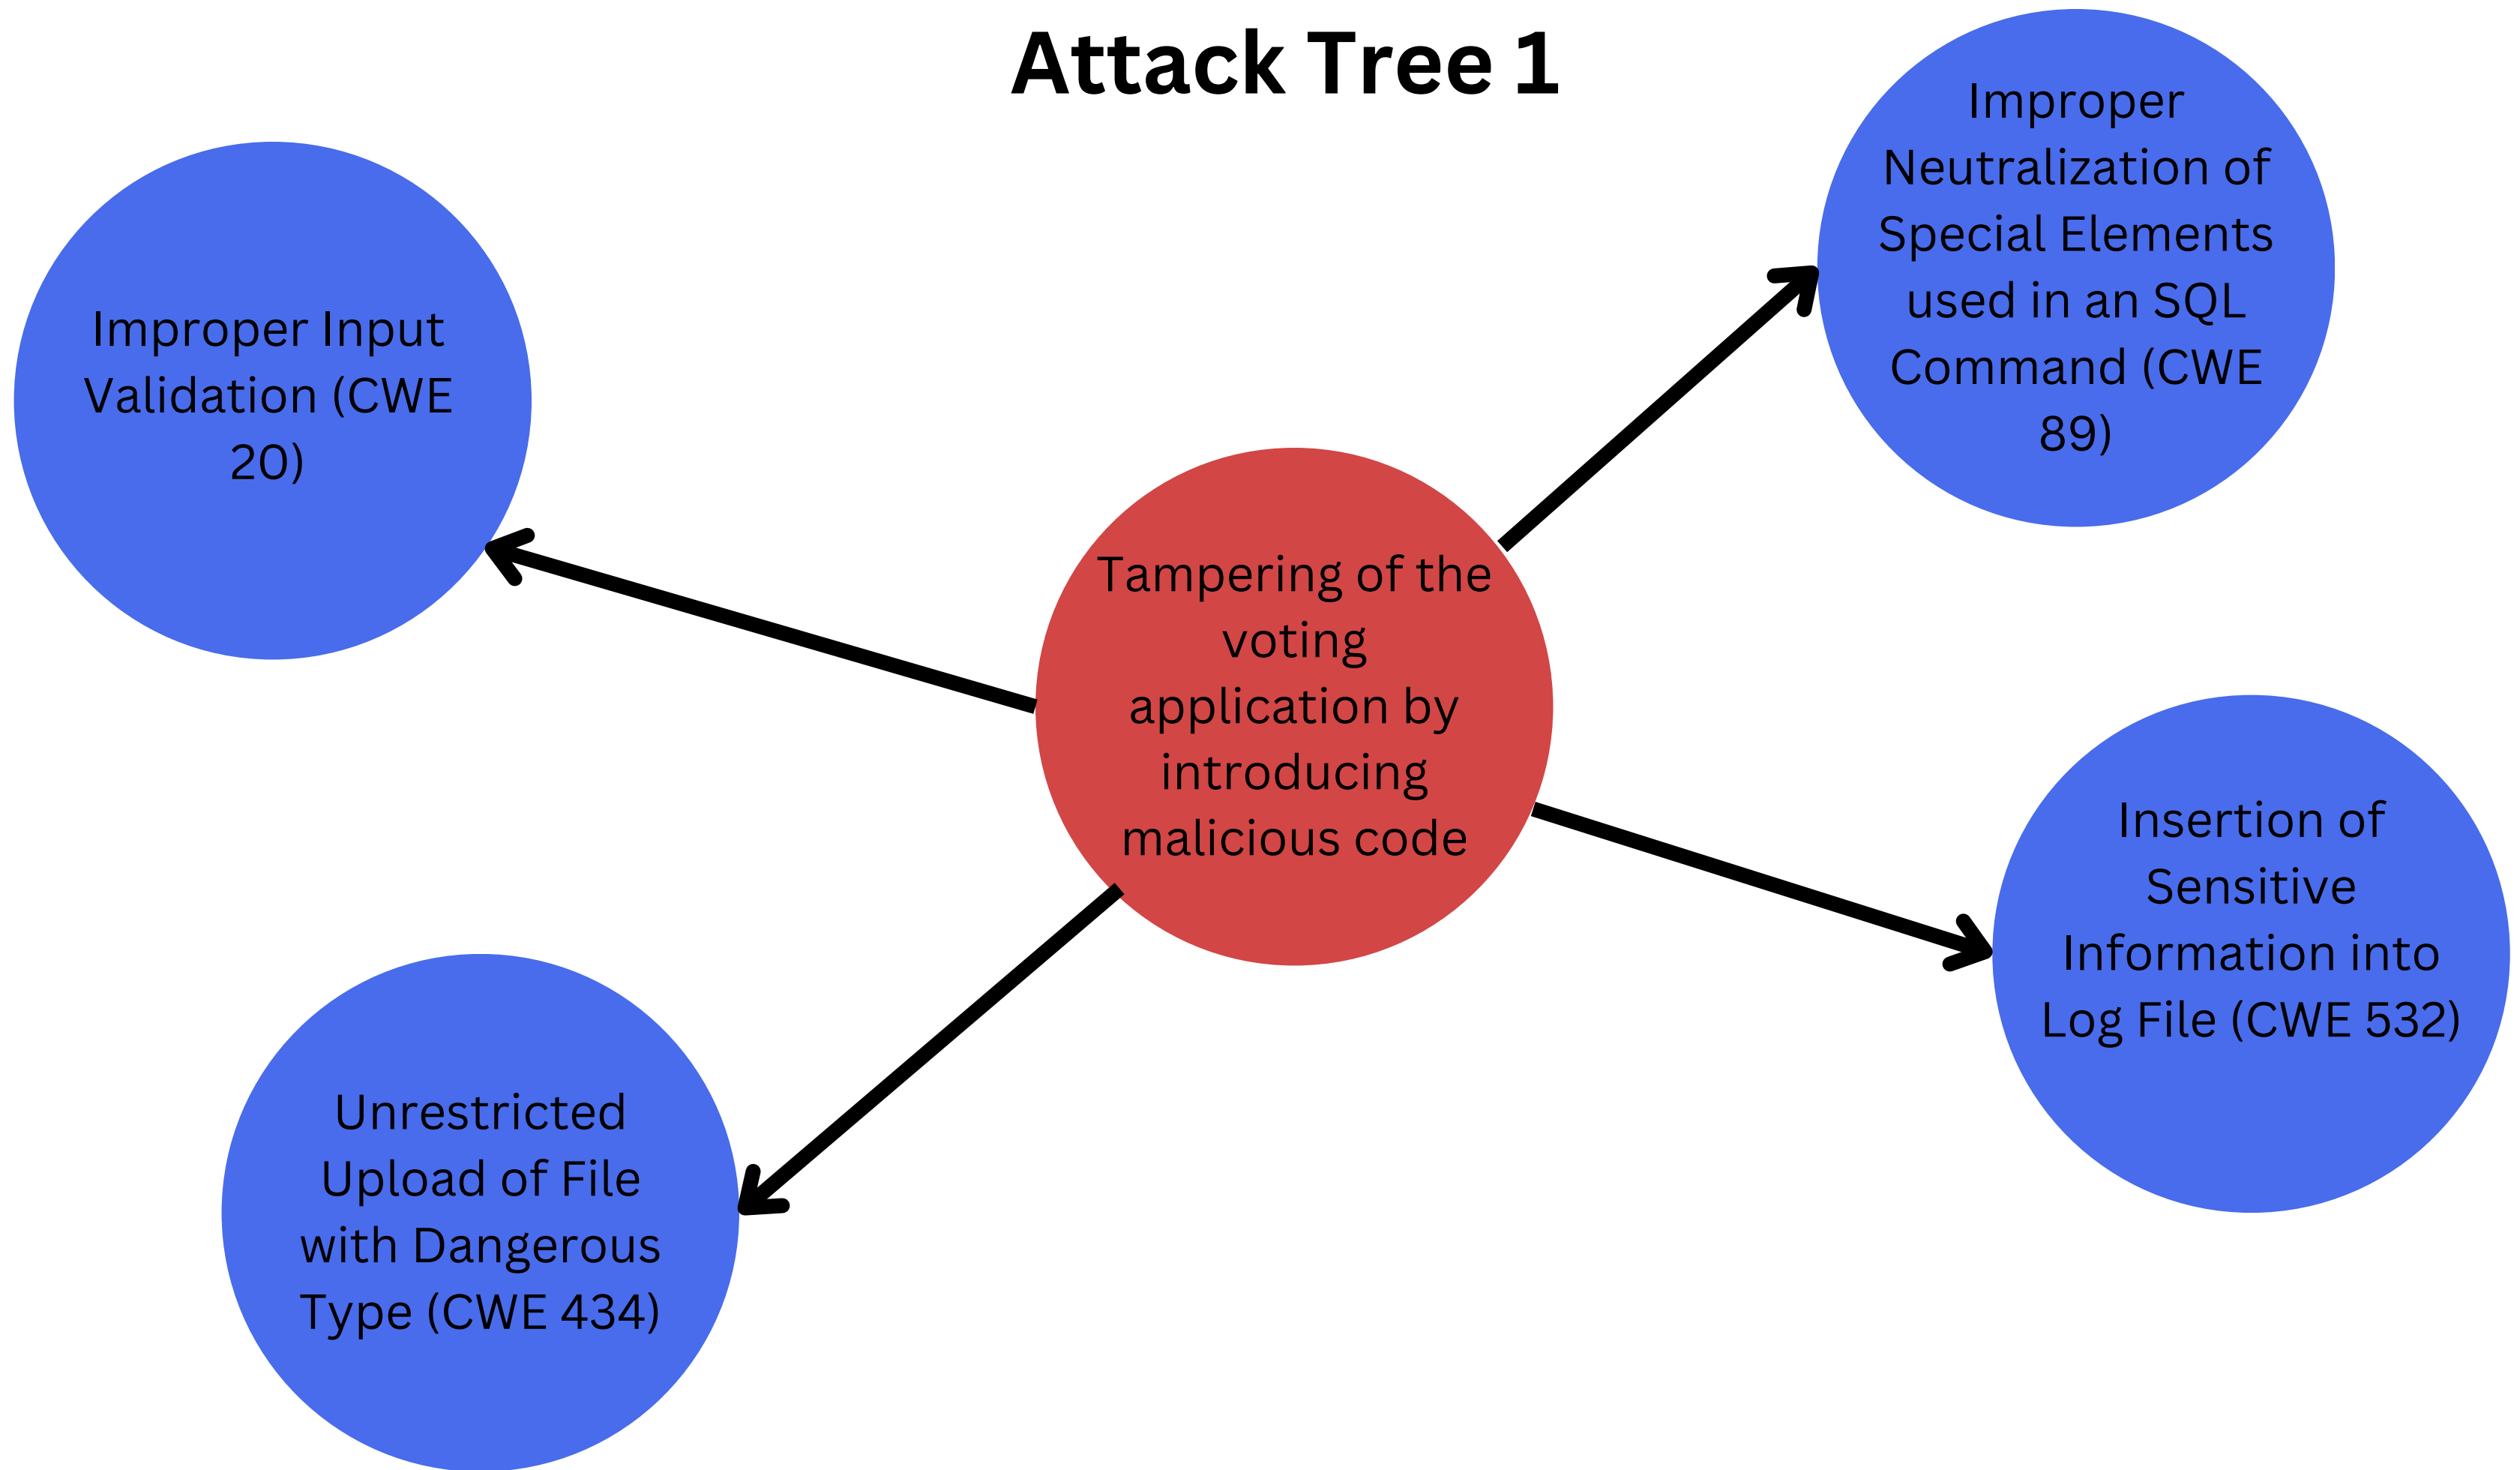 Attack Tree 1
Improper Input
Validation (CWE
20)
Improper
Neutralization of
Special Elements
used in an SQL
Command (CWE
89)
Tampering of the
voting
application by
introducing
malicious code
Insertion of
Sensitive
Information into
Log File (CWE 532)
Unrestricted
Upload of File
with Dangerous
Type (CWE 434)